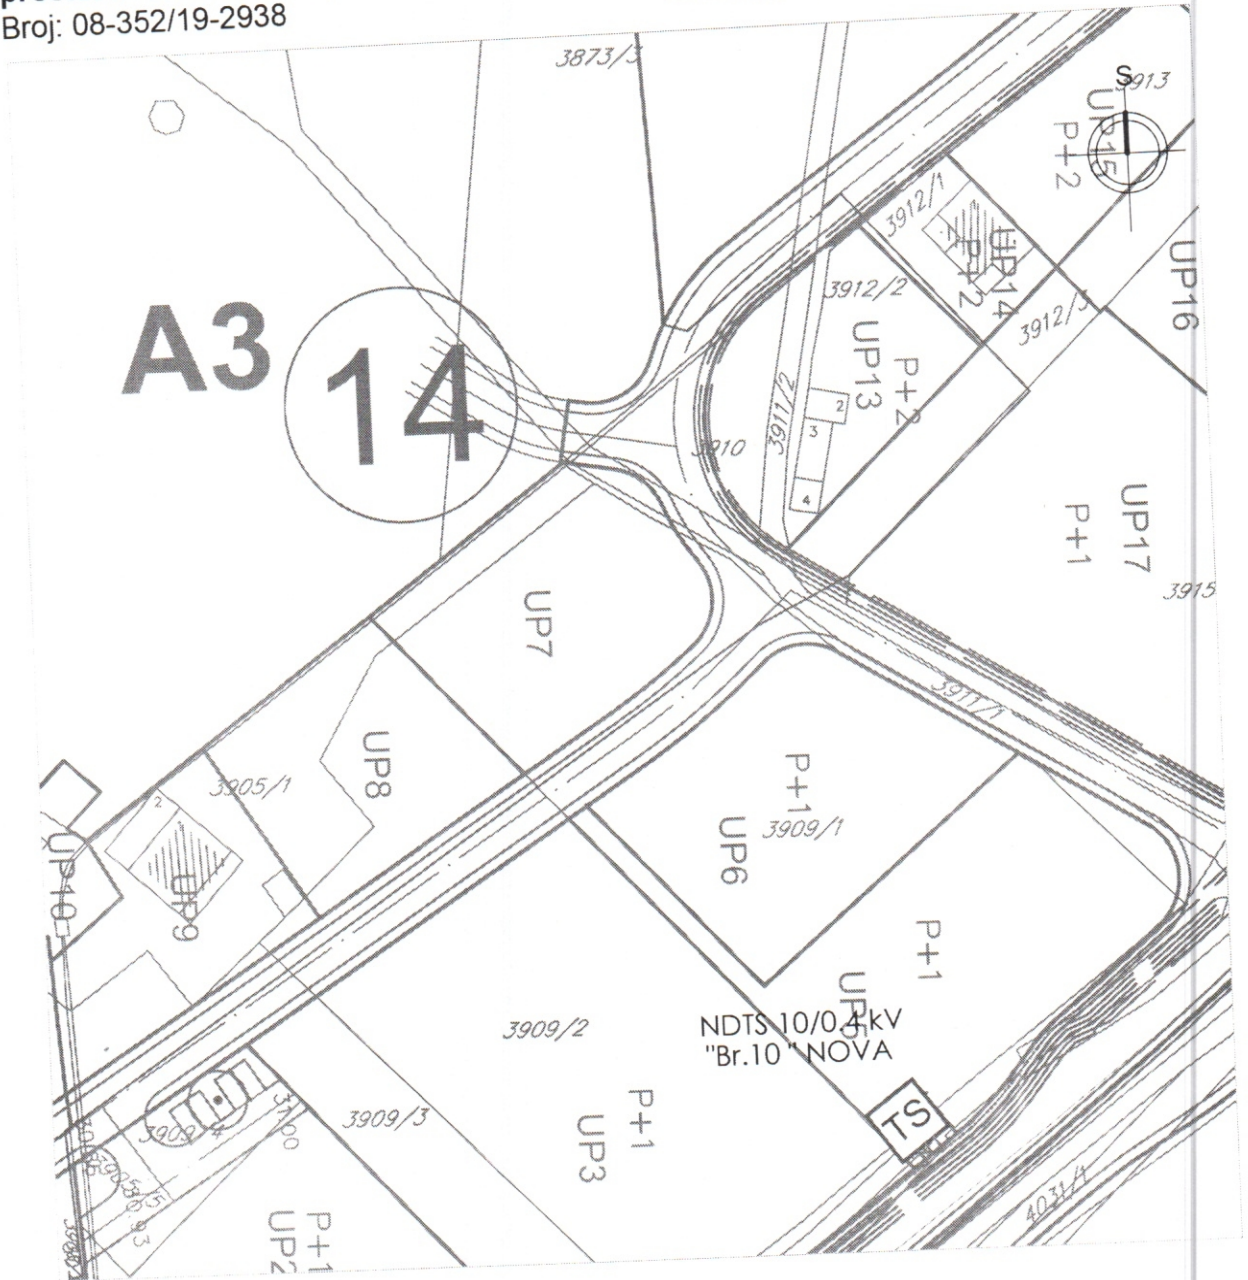 Broj: 08-352/19-2938
3873/3
S
3913
UP15
P+2
3912/1
UP14
P+2
UP16
3912/2
3912/3
A3
14
UP13
P+2
3911/2
2
3
4
3910
UP17
P+1
3915
UP7
3911/1
UP8
3905/1
P+1
3909/1
UP6
2
UP10
UP9
P+1
UP5
NDTS 10/0.4 kV
"Br.10" NOVA
3909/2
TS
3909/3
P+1
UP3
4031/1
P+1
UP2